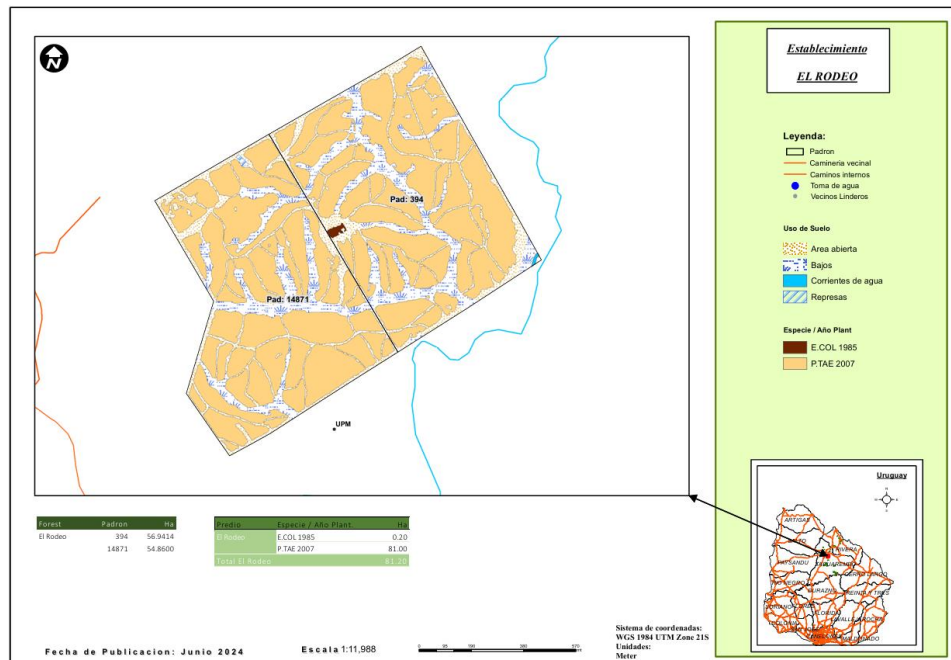 N
Pad: 394
Pad: 14871
UPM
Establecimiento
EL RODEO
Leyenda:
Padron
Camineria vecinal
Caminos internos
Toma de agua
Vecinos Linderos
Uso de Suelo
Area abierta
Bajos
Corrientes de agua
Represas
Especie / Año Plant
E.COL 1985
P.TAE 2007
Uruguay
ARTIGAS
RIVERA
DURAZNO
Forest Padron Ha
El Rodeo 394 56.9414
14871 54.8600
Predio Especie / Año Plant. Ha
El Rodeo E.COL 1985 0.20
P.TAE 2007 81.00
Total El Rodeo 81.20
Fecha de Publicacion: Junio 2024
Escala 1:11,988
Sistema de coordenadas:
WGS 1984 UTM Zone 21S
Unidades:
Meter